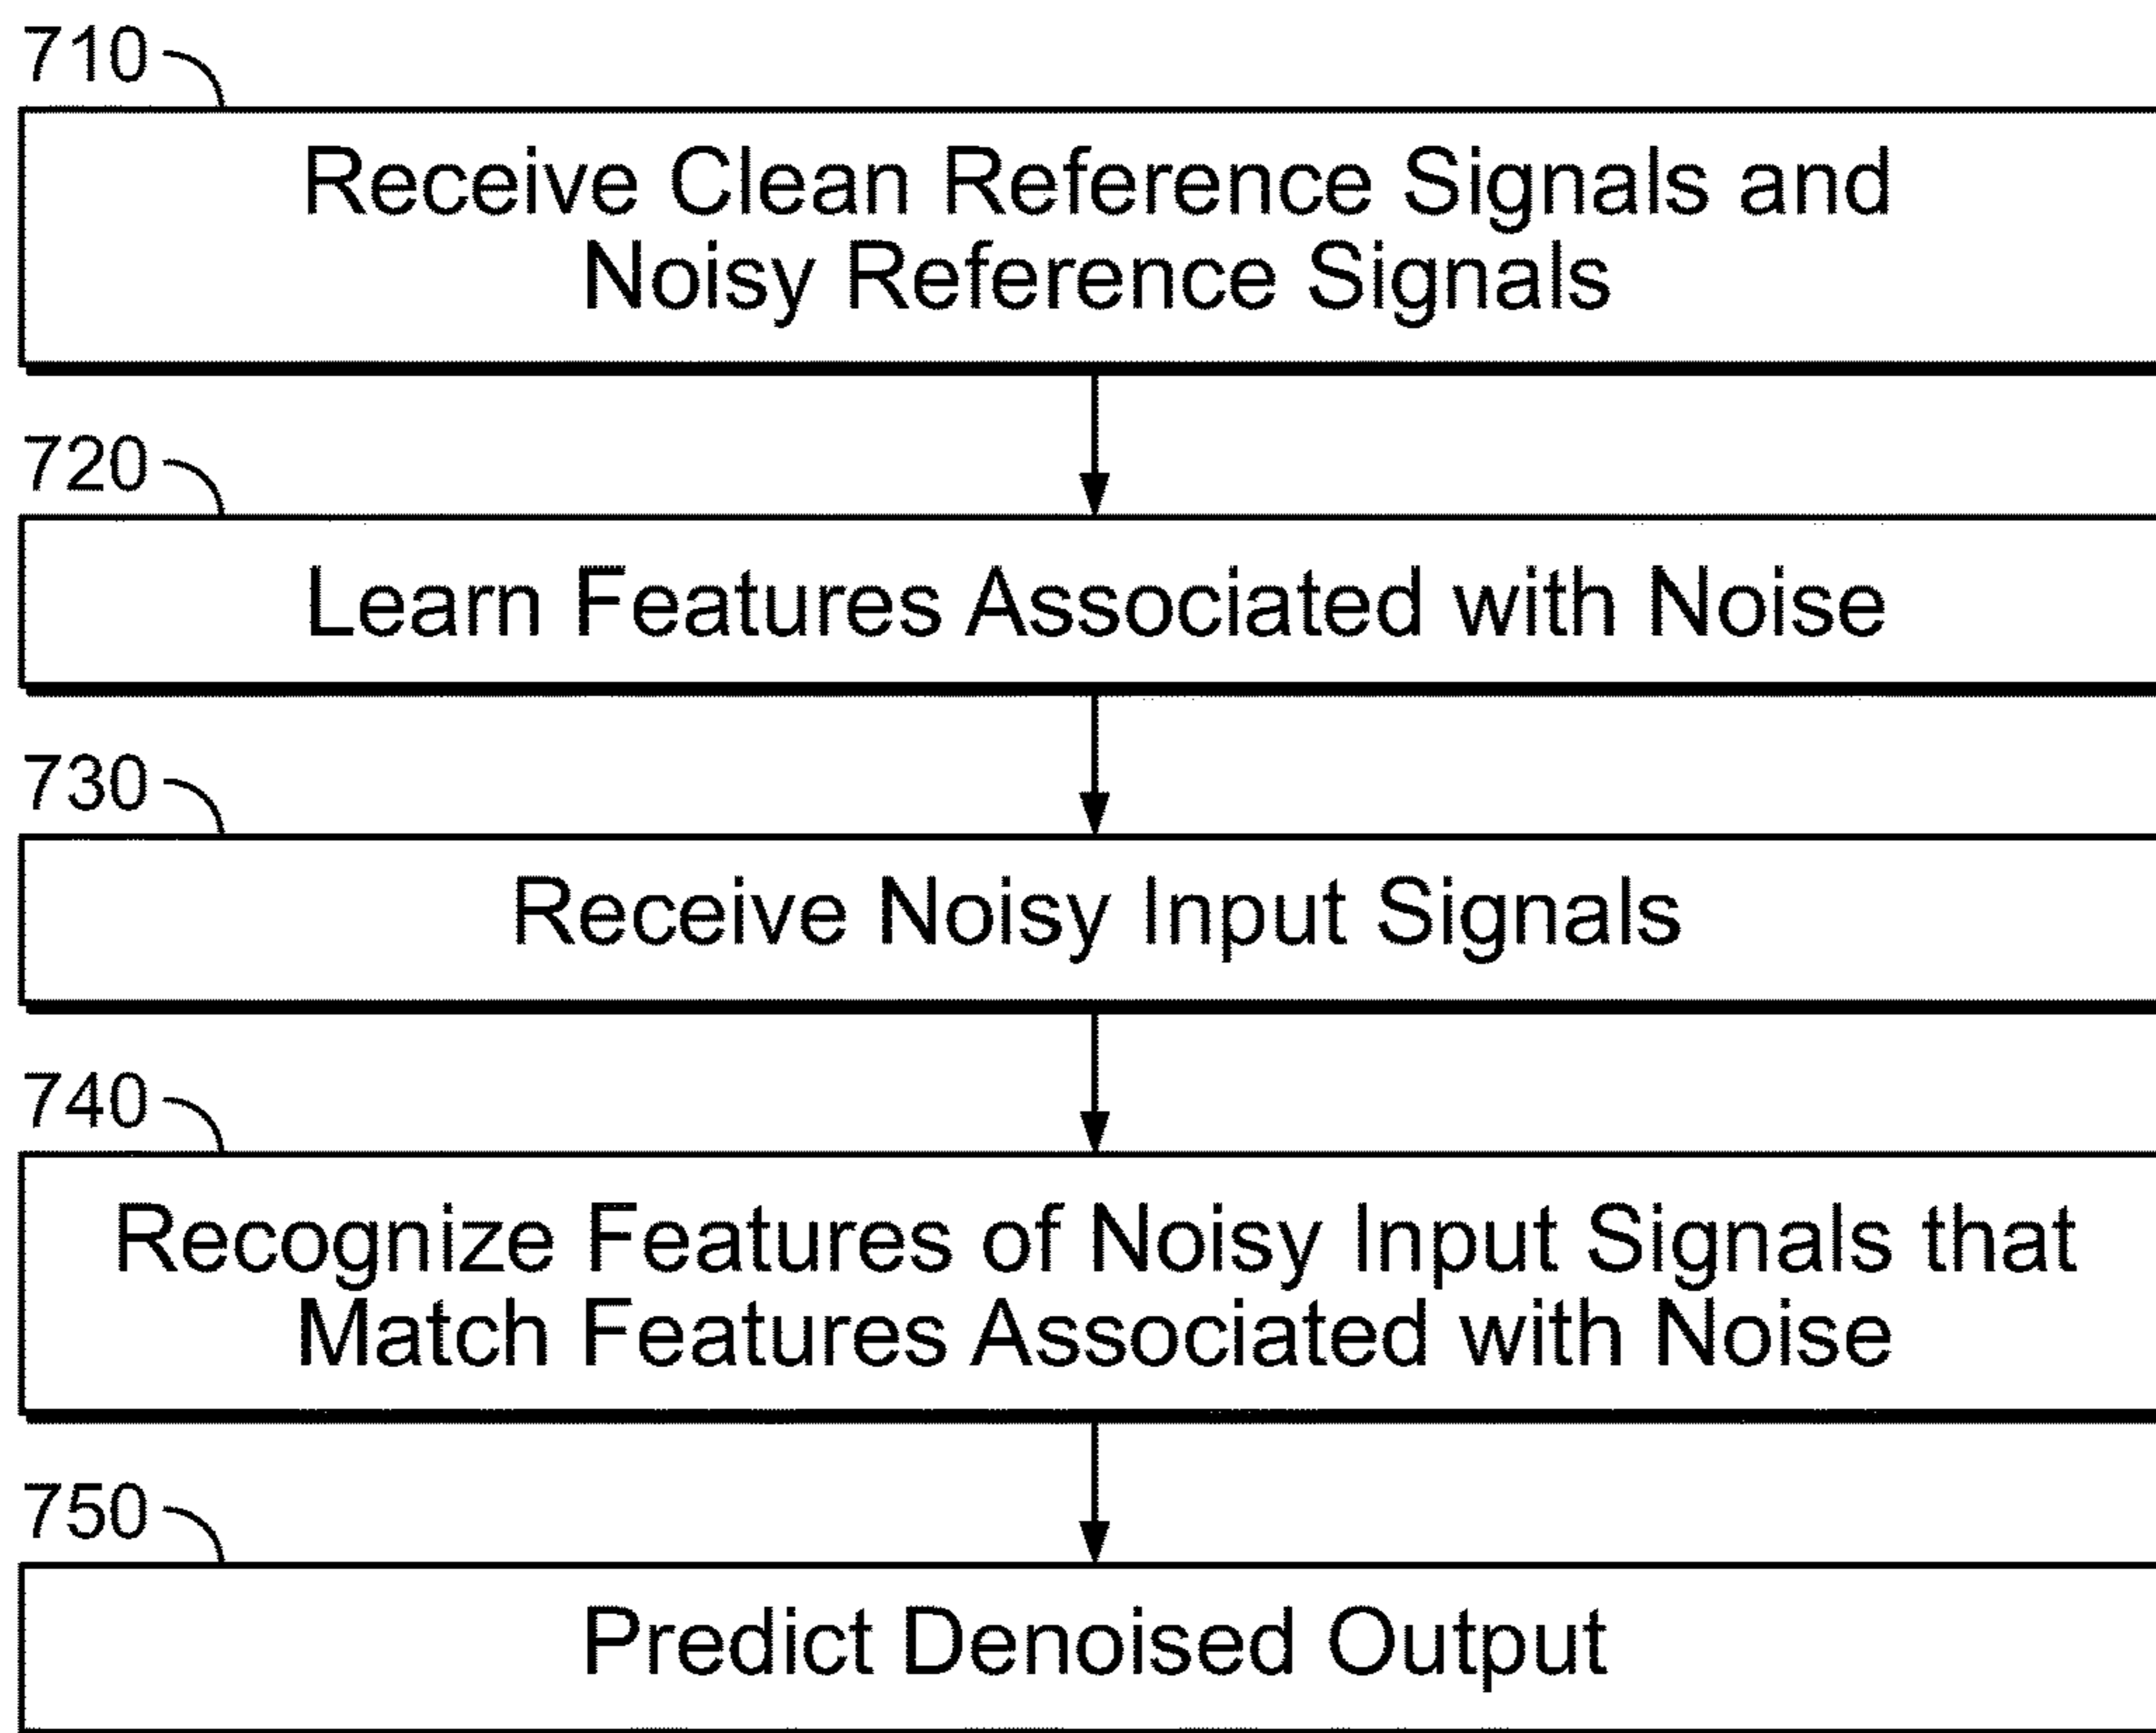 710
Receive Clean Reference Signals and
Noisy Reference Signals
720
Learn Features Associated with Noise
730
Receive Noisy Input Signals
740
Recognize Features of Noisy Input Signals that
Match Features Associated with Noise
750
Predict Denoised Output